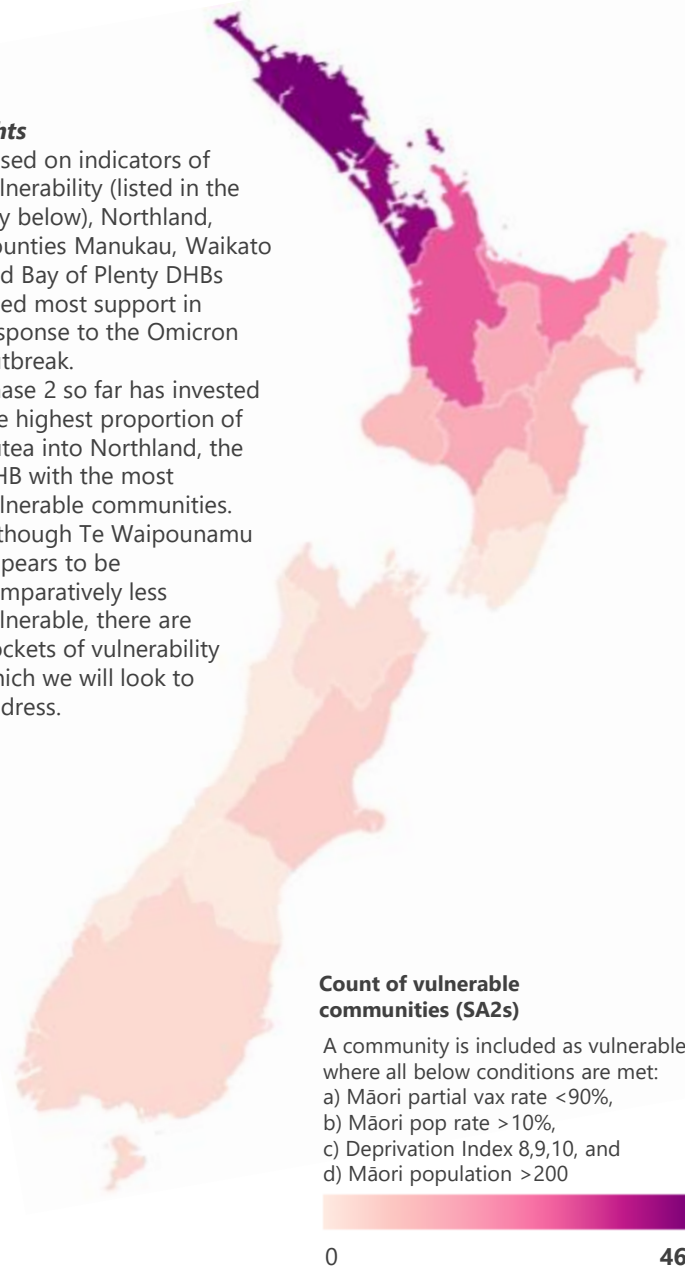 hts
sed on indicators of
lnerability (listed in the
y below), Northland,
ounties Manukau, Waikato
d Bay of Plenty DHBs
ed most support in
sponse to the Omicron
tbreak.
ase 2 so far has invested
e highest proportion of
utea into Northland, the
HB with the most
lnerable communities.
though Te Waipounamu
pears to be
mparatively less
lnerable, there are
ockets of vulnerability
hich we will look to
dress.
Count of vulnerable
communities (SA2s)
A community is included as vulnerable
where all below conditions are met:
a) Māori partial vax rate <90%,
b) Māori pop rate >10%,
c) Deprivation Index 8,9,10, and
d) Māori population >200
0 46